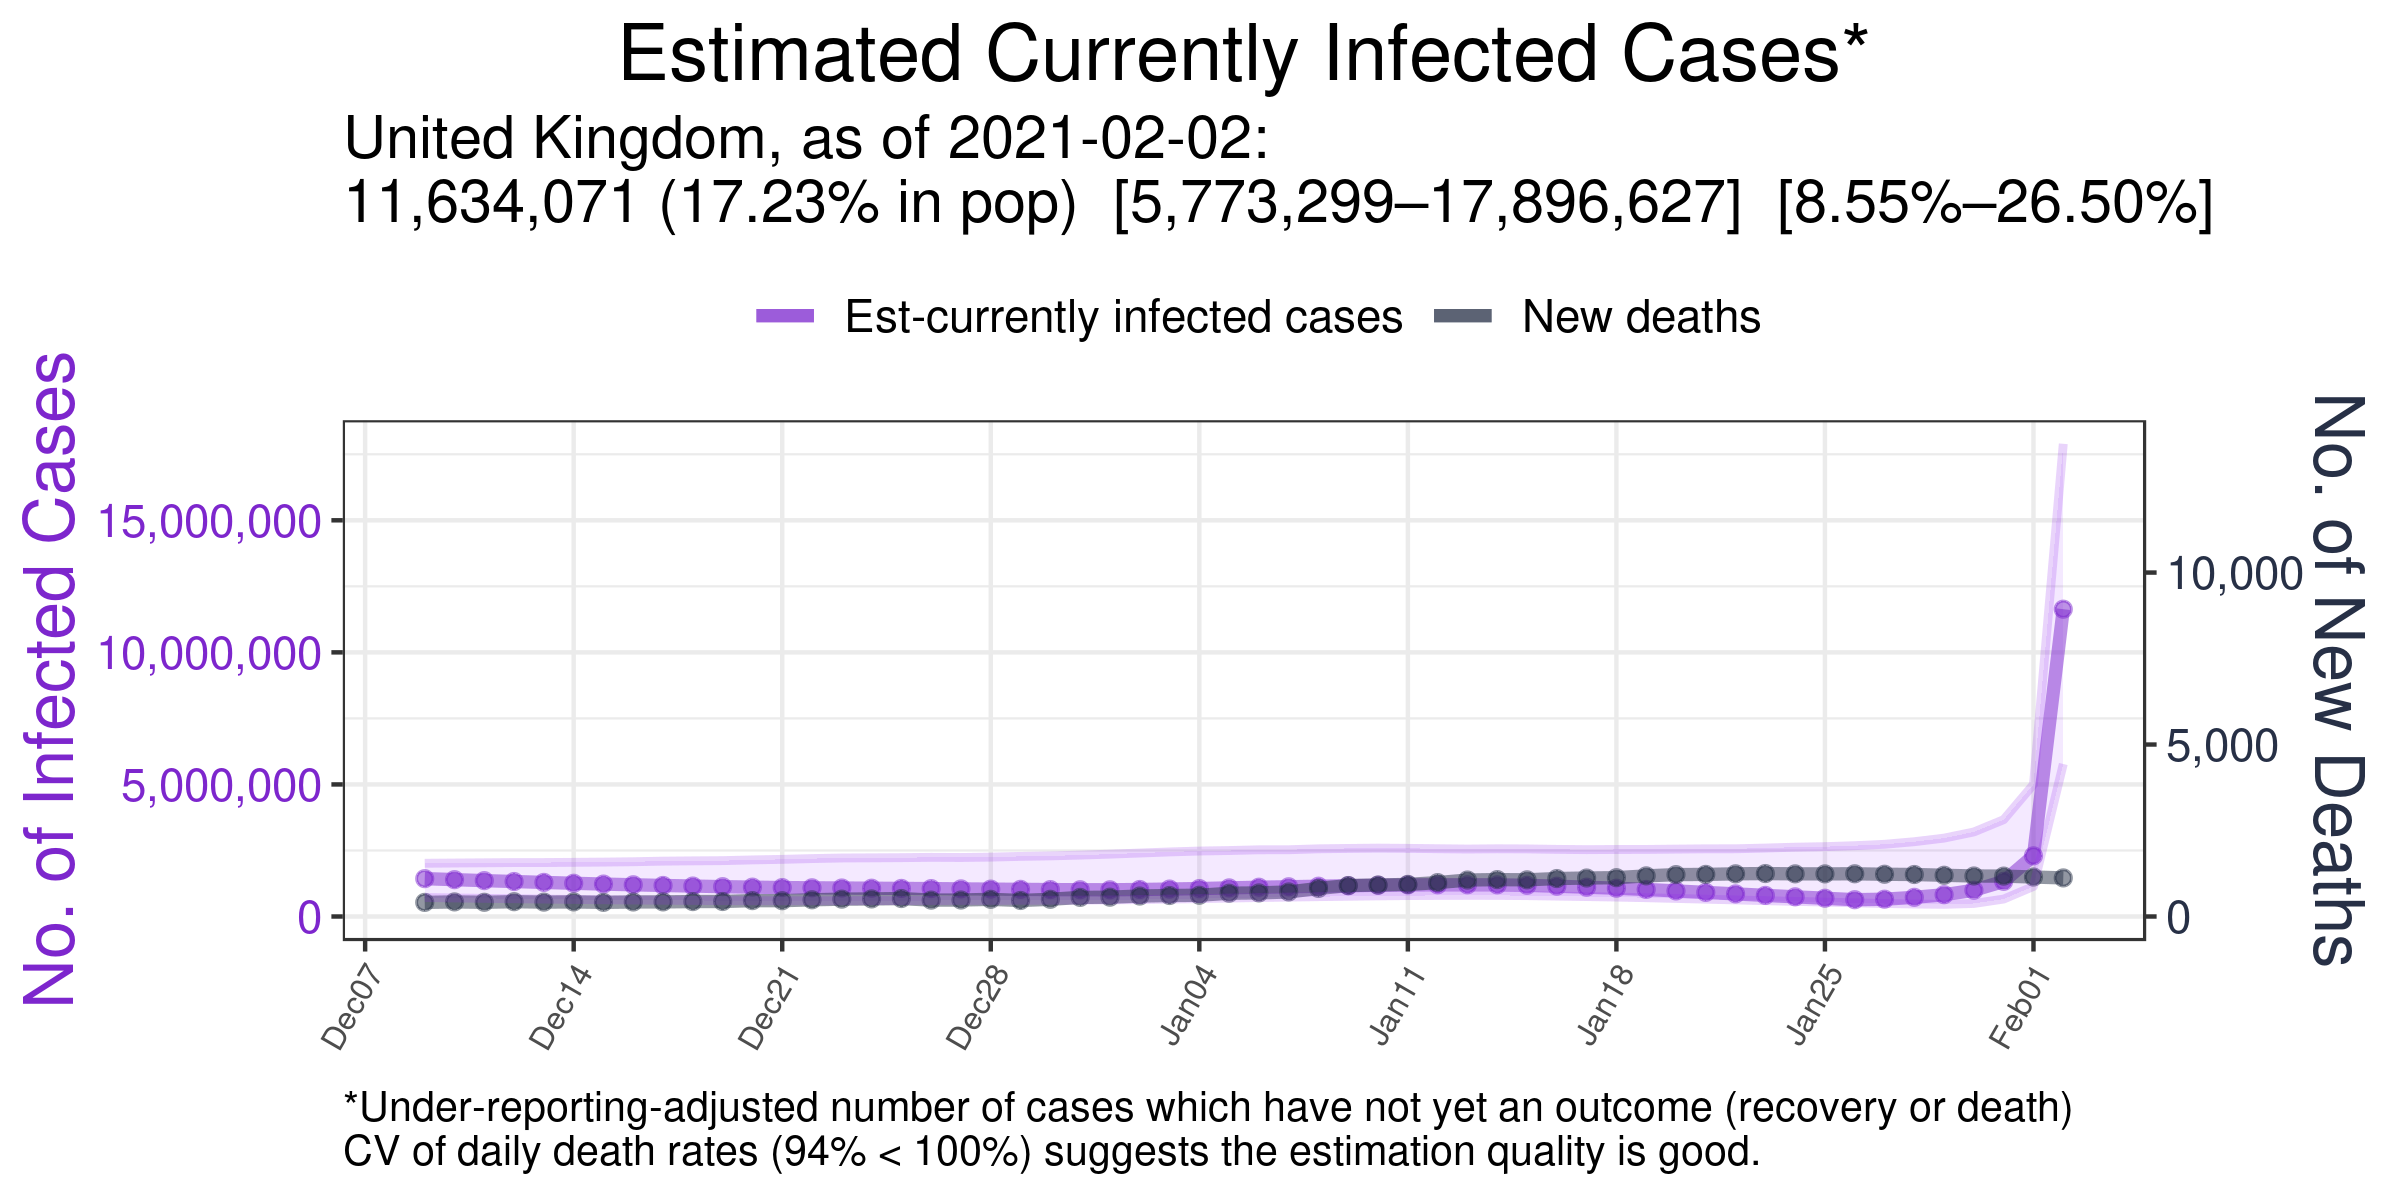 Estimated Currently Infected Cases*
United Kingdom, as of 2021-02-02:
11,634,071 (17.23% in pop)  [5,773,299–17,896,627]  [8.55%–26.50%]
Est-currently infected cases
New deaths
No. of Infected Cases
15,000,000
10,000,000
5,000,000
0
10,000
5,000
0
No. of New Deaths
Dec07
Dec14
Dec21
Dec28
Jan04
Jan11
Jan18
Jan25
Feb01
*Under-reporting-adjusted number of cases which have not yet an outcome (recovery or death)
CV of daily death rates (94% < 100%) suggests the estimation quality is good.